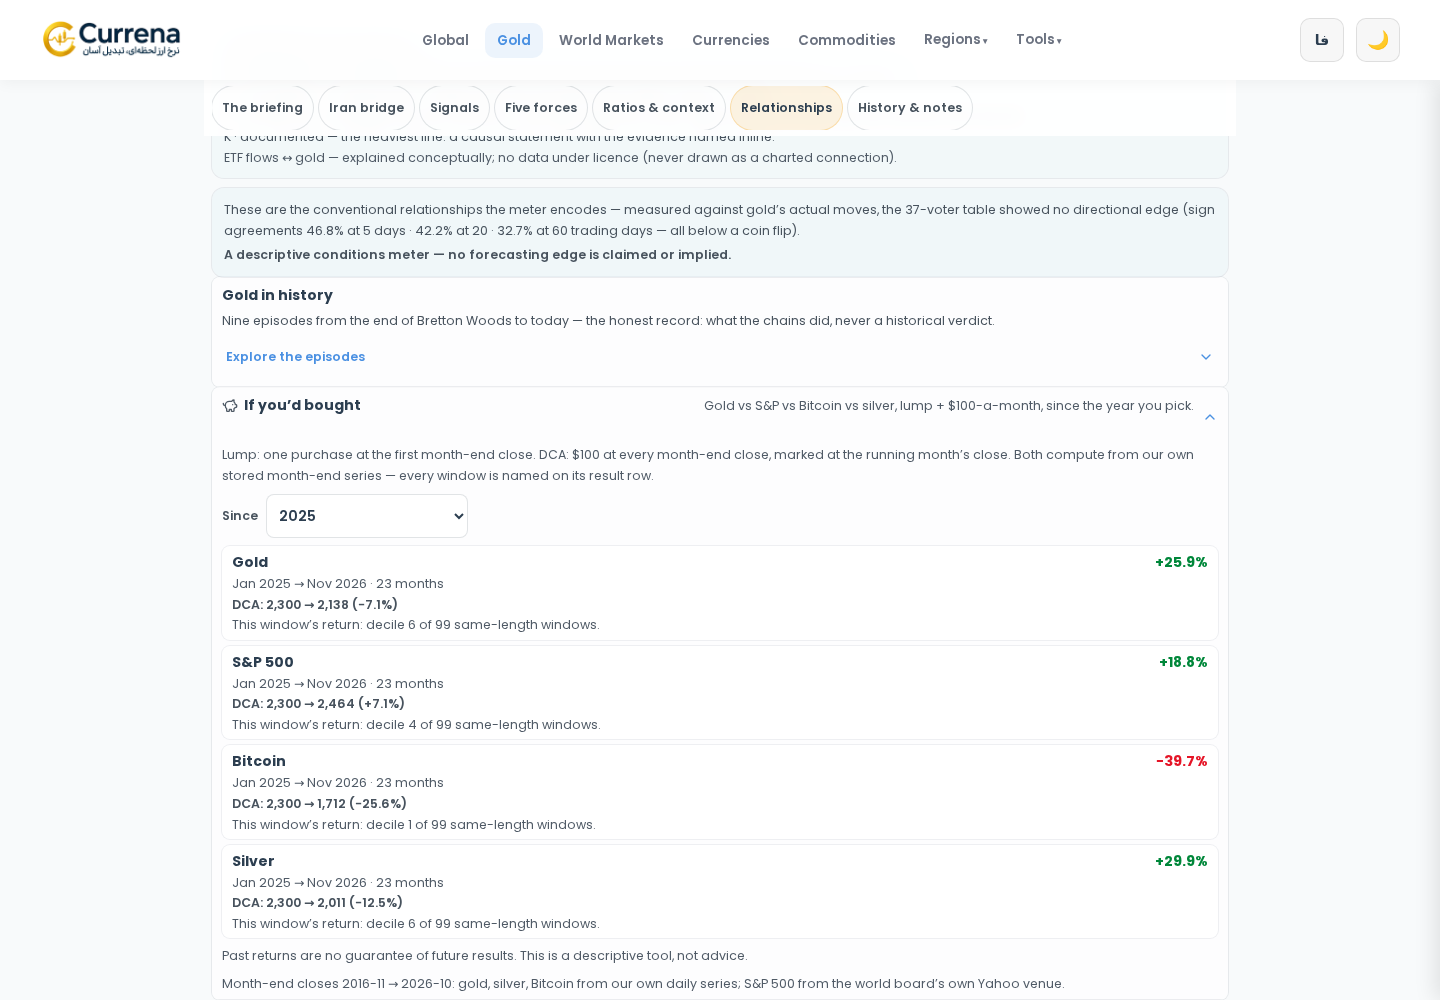 Currena
نرخ ارز لحظه‌ای، تبدیل آسان
Global
Gold
World Markets
Currencies
Commodities
Regions ▾
Tools ▾
فا
The briefing
Iran bridge
Signals
Five forces
Ratios & context
Relationships
History & notes
K · documented — the heaviest line: a causal statement with the evidence named inline.
ETF flows ↔ gold — explained conceptually; no data under licence (never drawn as a charted connection).
These are the conventional relationships the meter encodes — measured against gold’s actual moves, the 37-voter table showed no directional edge (sign
agreements 46.8% at 5 days · 42.2% at 20 · 32.7% at 60 trading days — all below a coin flip).
A descriptive conditions meter — no forecasting edge is claimed or implied.
Gold in history
Nine episodes from the end of Bretton Woods to today — the honest record: what the chains did, never a historical verdict.
Explore the episodes
If you’d bought
Gold vs S&P vs Bitcoin vs silver, lump + $100-a-month, since the year you pick.
Lump: one purchase at the first month-end close. DCA: $100 at every month-end close, marked at the running month’s close. Both compute from our own
stored month-end series — every window is named on its result row.
Since
2025
Gold
+25.9%
Jan 2025 → Nov 2026 · 23 months
DCA: 2,300 → 2,138 (-7.1%)
This window’s return: decile 6 of 99 same-length windows.
S&P 500
+18.8%
Jan 2025 → Nov 2026 · 23 months
DCA: 2,300 → 2,464 (+7.1%)
This window’s return: decile 4 of 99 same-length windows.
Bitcoin
-39.7%
Jan 2025 → Nov 2026 · 23 months
DCA: 2,300 → 1,712 (-25.6%)
This window’s return: decile 1 of 99 same-length windows.
Silver
+29.9%
Jan 2025 → Nov 2026 · 23 months
DCA: 2,300 → 2,011 (-12.5%)
This window’s return: decile 6 of 99 same-length windows.
Past returns are no guarantee of future results. This is a descriptive tool, not advice.
Month-end closes 2016-11 → 2026-10: gold, silver, Bitcoin from our own daily series; S&P 500 from the world board’s own Yahoo venue.